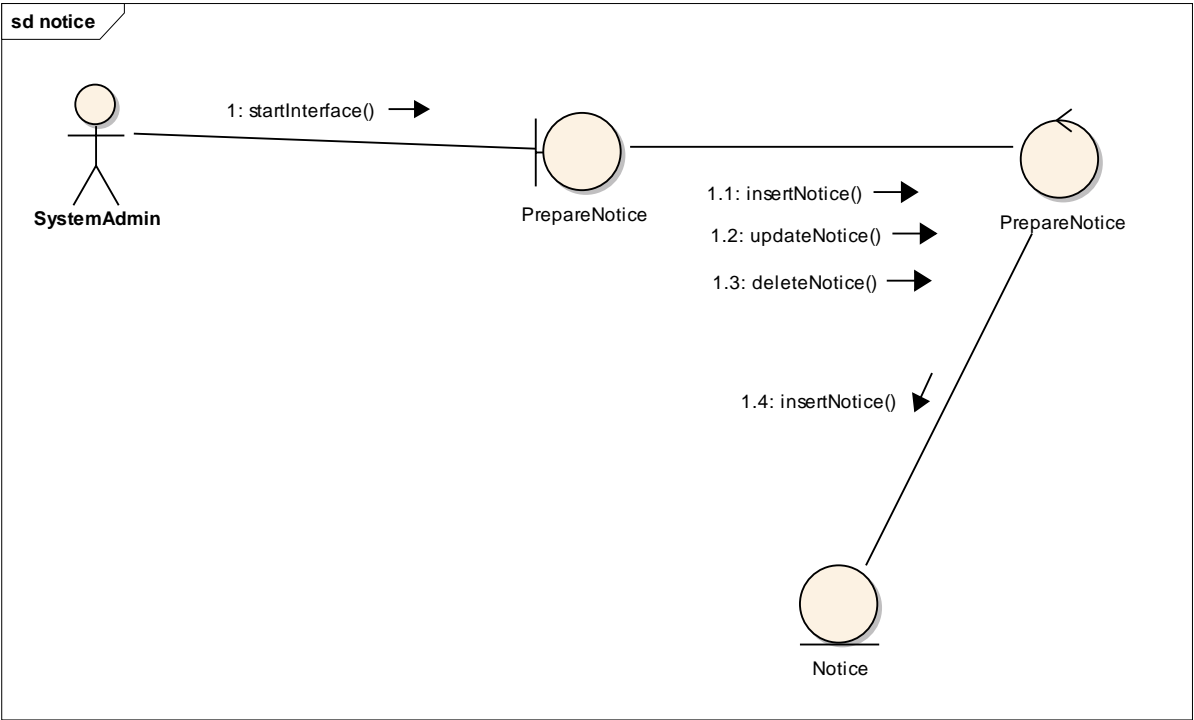 sd notice
1: startInterface()
SystemAdmin
PrepareNotice
1.1: insertNotice()
1.2: updateNotice()
1.3: deleteNotice()
PrepareNotice
1.4: insertNotice()
Notice